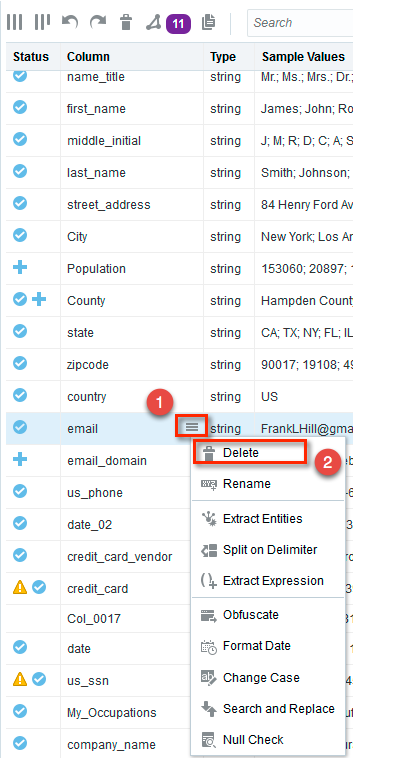 11 Search
Status Column Type Sample Values
name_title string Mr.; Ms.; Mrs.; Dr.;
first_name string James; John; Ro
middle_initial string J; M; R; D; C; A; S
last_name string Smith; Johnson;
street_address string 84 Henry Ford Av
City string New York; Los Ar
Population string 153060; 20897; 1
County string Hampden County
state string CA; TX; NY; FL; IL
zipcode string 90017; 19108; 49
country string US
1
email string FrankLHill@gma
email_domain Delete 2
us_phone Rename
date_02 Extract Entities
credit_card_vendor Split on Delimiter
credit_card Extract Expression
Col_0017 Obfuscate
date Format Date
us_ssn Change Case
My_Occupations Search and Replace
company_name Null Check